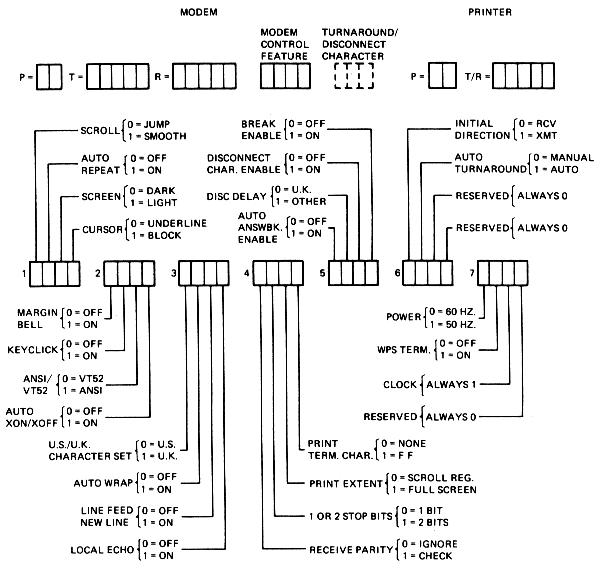 MODEM
PRINTER
MODEM CONTROL FEATURE
TURNAROUND/ DISCONNECT CHARACTER
P =
T =
R =
P =
T/R =
SCROLL
0 = JUMP
1 = SMOOTH
AUTO REPEAT
0 = OFF
1 = ON
SCREEN
0 = DARK
1 = LIGHT
CURSOR
0 = UNDERLINE
1 = BLOCK
BREAK ENABLE
0 = OFF
1 = ON
DISCONNECT CHAR. ENABLE
0 = OFF
1 = ON
DISC DELAY
0 = U.K.
1 = OTHER
AUTO ANSWBK. ENABLE
0 = OFF
1 = ON
INITIAL DIRECTION
0 = RCV
1 = XMT
AUTO TURNAROUND
0 = MANUAL
1 = AUTO
RESERVED
ALWAYS 0
RESERVED
ALWAYS 0
1
2
3
4
5
6
7
MARGIN BELL
0 = OFF
1 = ON
KEYCLICK
0 = OFF
1 = ON
ANSI/ VT52
0 = VT52
1 = ANSI
AUTO XON/XOFF
0 = OFF
1 = ON
U.S./U.K. CHARACTER SET
0 = U.S.
1 = U.K.
AUTO WRAP
0 = OFF
1 = ON
LINE FEED NEW LINE
0 = OFF
1 = ON
LOCAL ECHO
0 = OFF
1 = ON
PRINT TERM. CHAR.
0 = NONE
1 = F F
PRINT EXTENT
0 = SCROLL REG.
1 = FULL SCREEN
1 OR 2 STOP BITS
0 = 1 BIT
1 = 2 BITS
RECEIVE PARITY
0 = IGNORE
1 = CHECK
POWER
0 = 60 HZ.
1 = 50 HZ.
WPS TERM.
0 = OFF
1 = ON
CLOCK
ALWAYS 1
RESERVED
ALWAYS 0